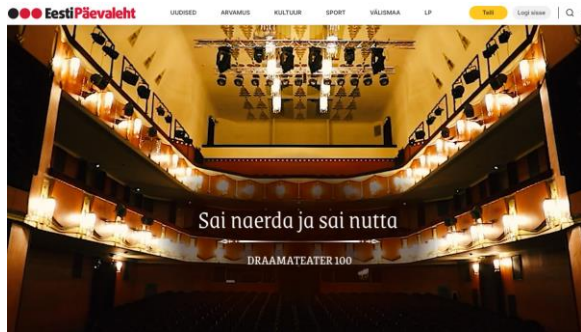 Eesti Päevaleht
UUDISED ARVAMUS KULTUUR SPORT VÄLISMAA LP Telli Logi sisse
Sai naerda ja sai nutta
DRAAMATEATER 100